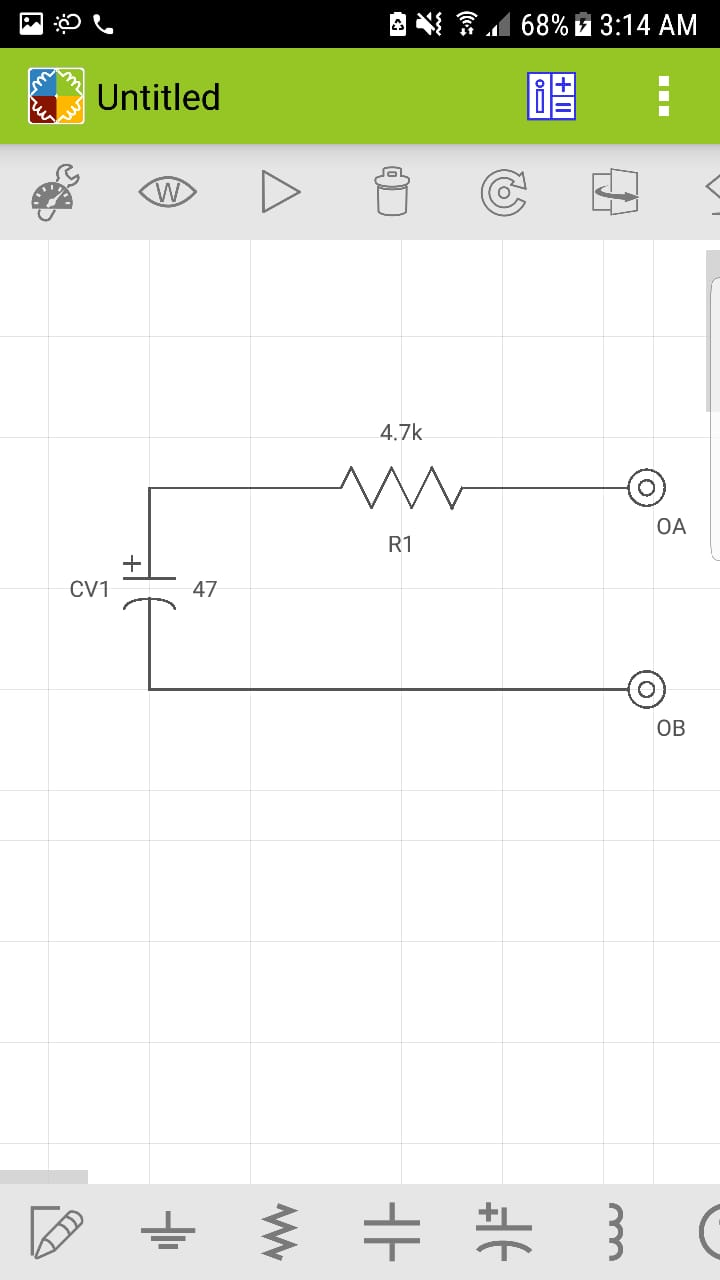 68% 3:14 AM
Untitled
W
4.7k
R1
OA
+
CV1 47
OB